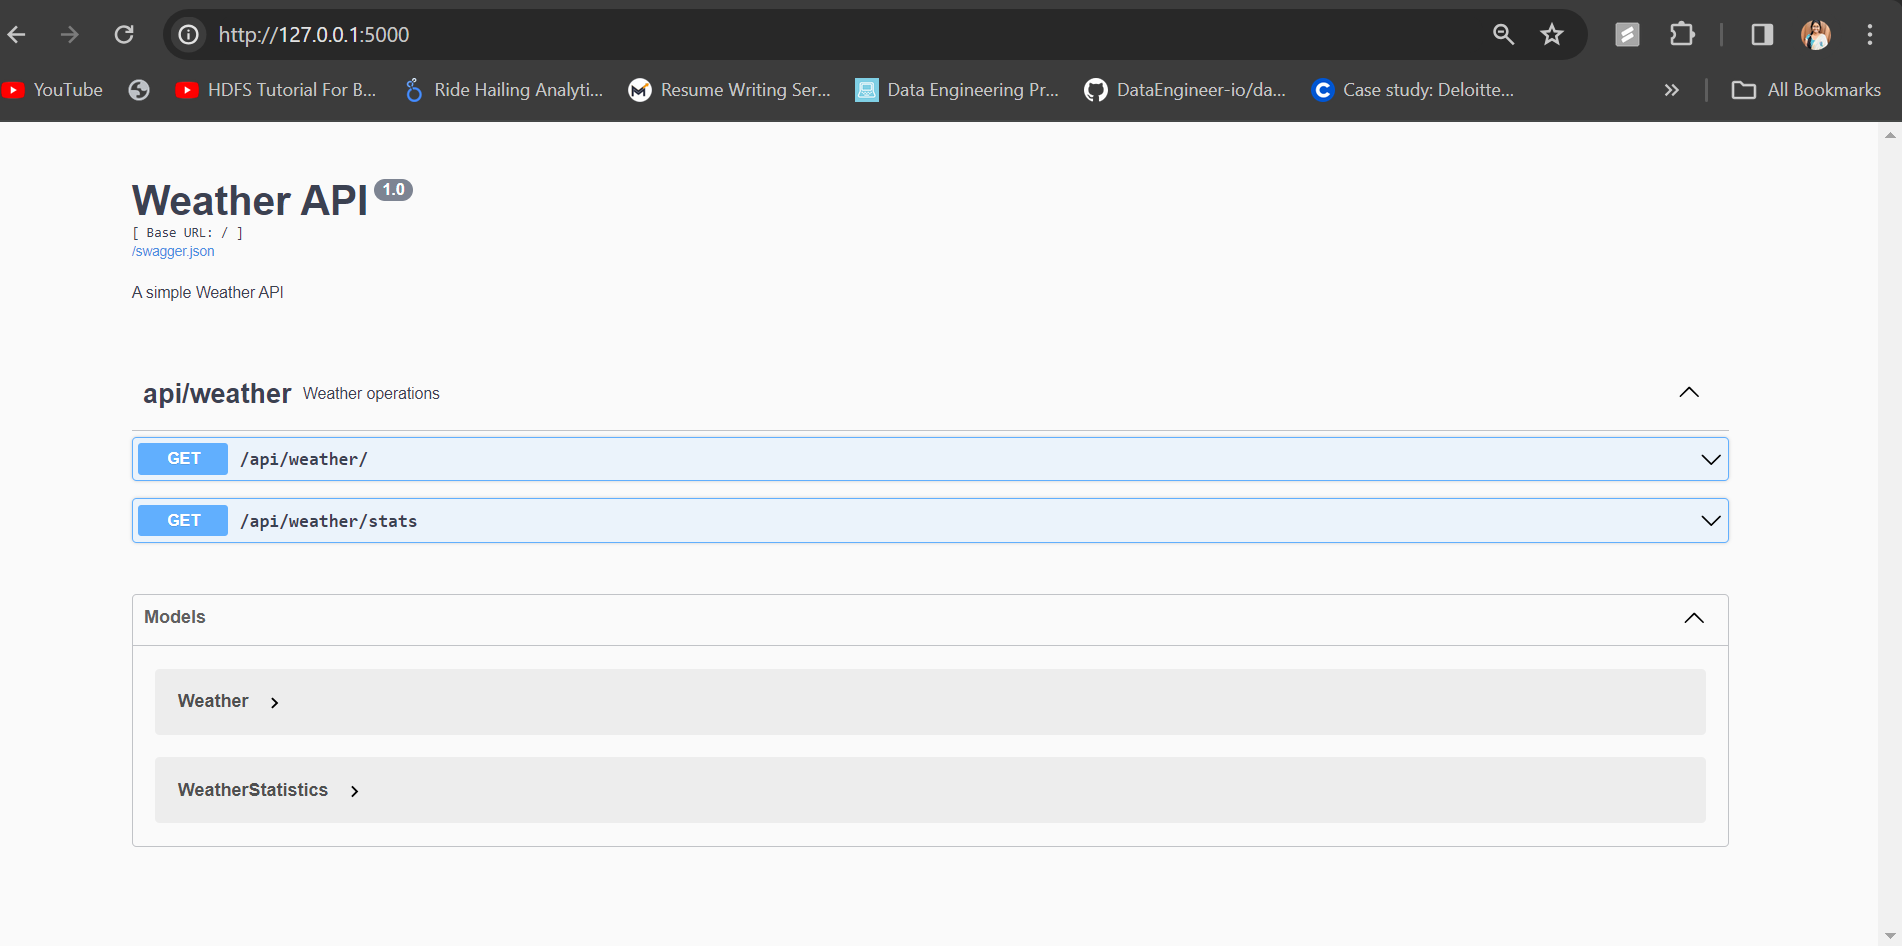 http://127.0.0.1:5000
YouTube HDFS Tutorial For B... Ride Hailing Analyti... Resume Writing Ser... Data Engineering Pr... DataEngineer-io/da... Case study: Deloitte... All Bookmarks
Weather API 1.0
[ Base URL: / ]
/swagger.json
A simple Weather API
api/weather Weather operations
GET /api/weather/
GET /api/weather/stats
Models
Weather
WeatherStatistics